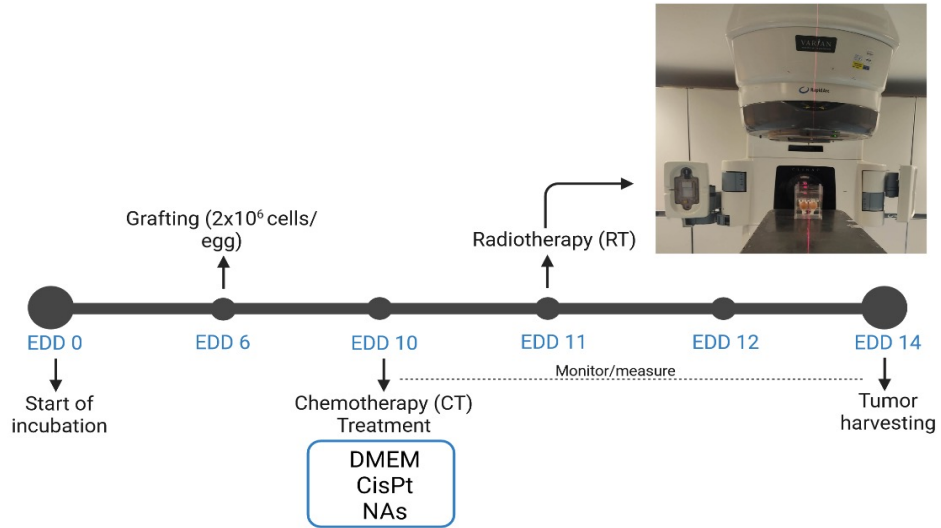 VARIAN
RapidArc
Grafting (2x10⁶ cells/
egg)
Radiotherapy (RT)
EDD 0
EDD 6
EDD 10
EDD 11
EDD 12
EDD 14
Monitor/measure
Start of
incubation
Chemotherapy (CT)
Treatment
Tumor
harvesting
DMEM
CisPt
NAs